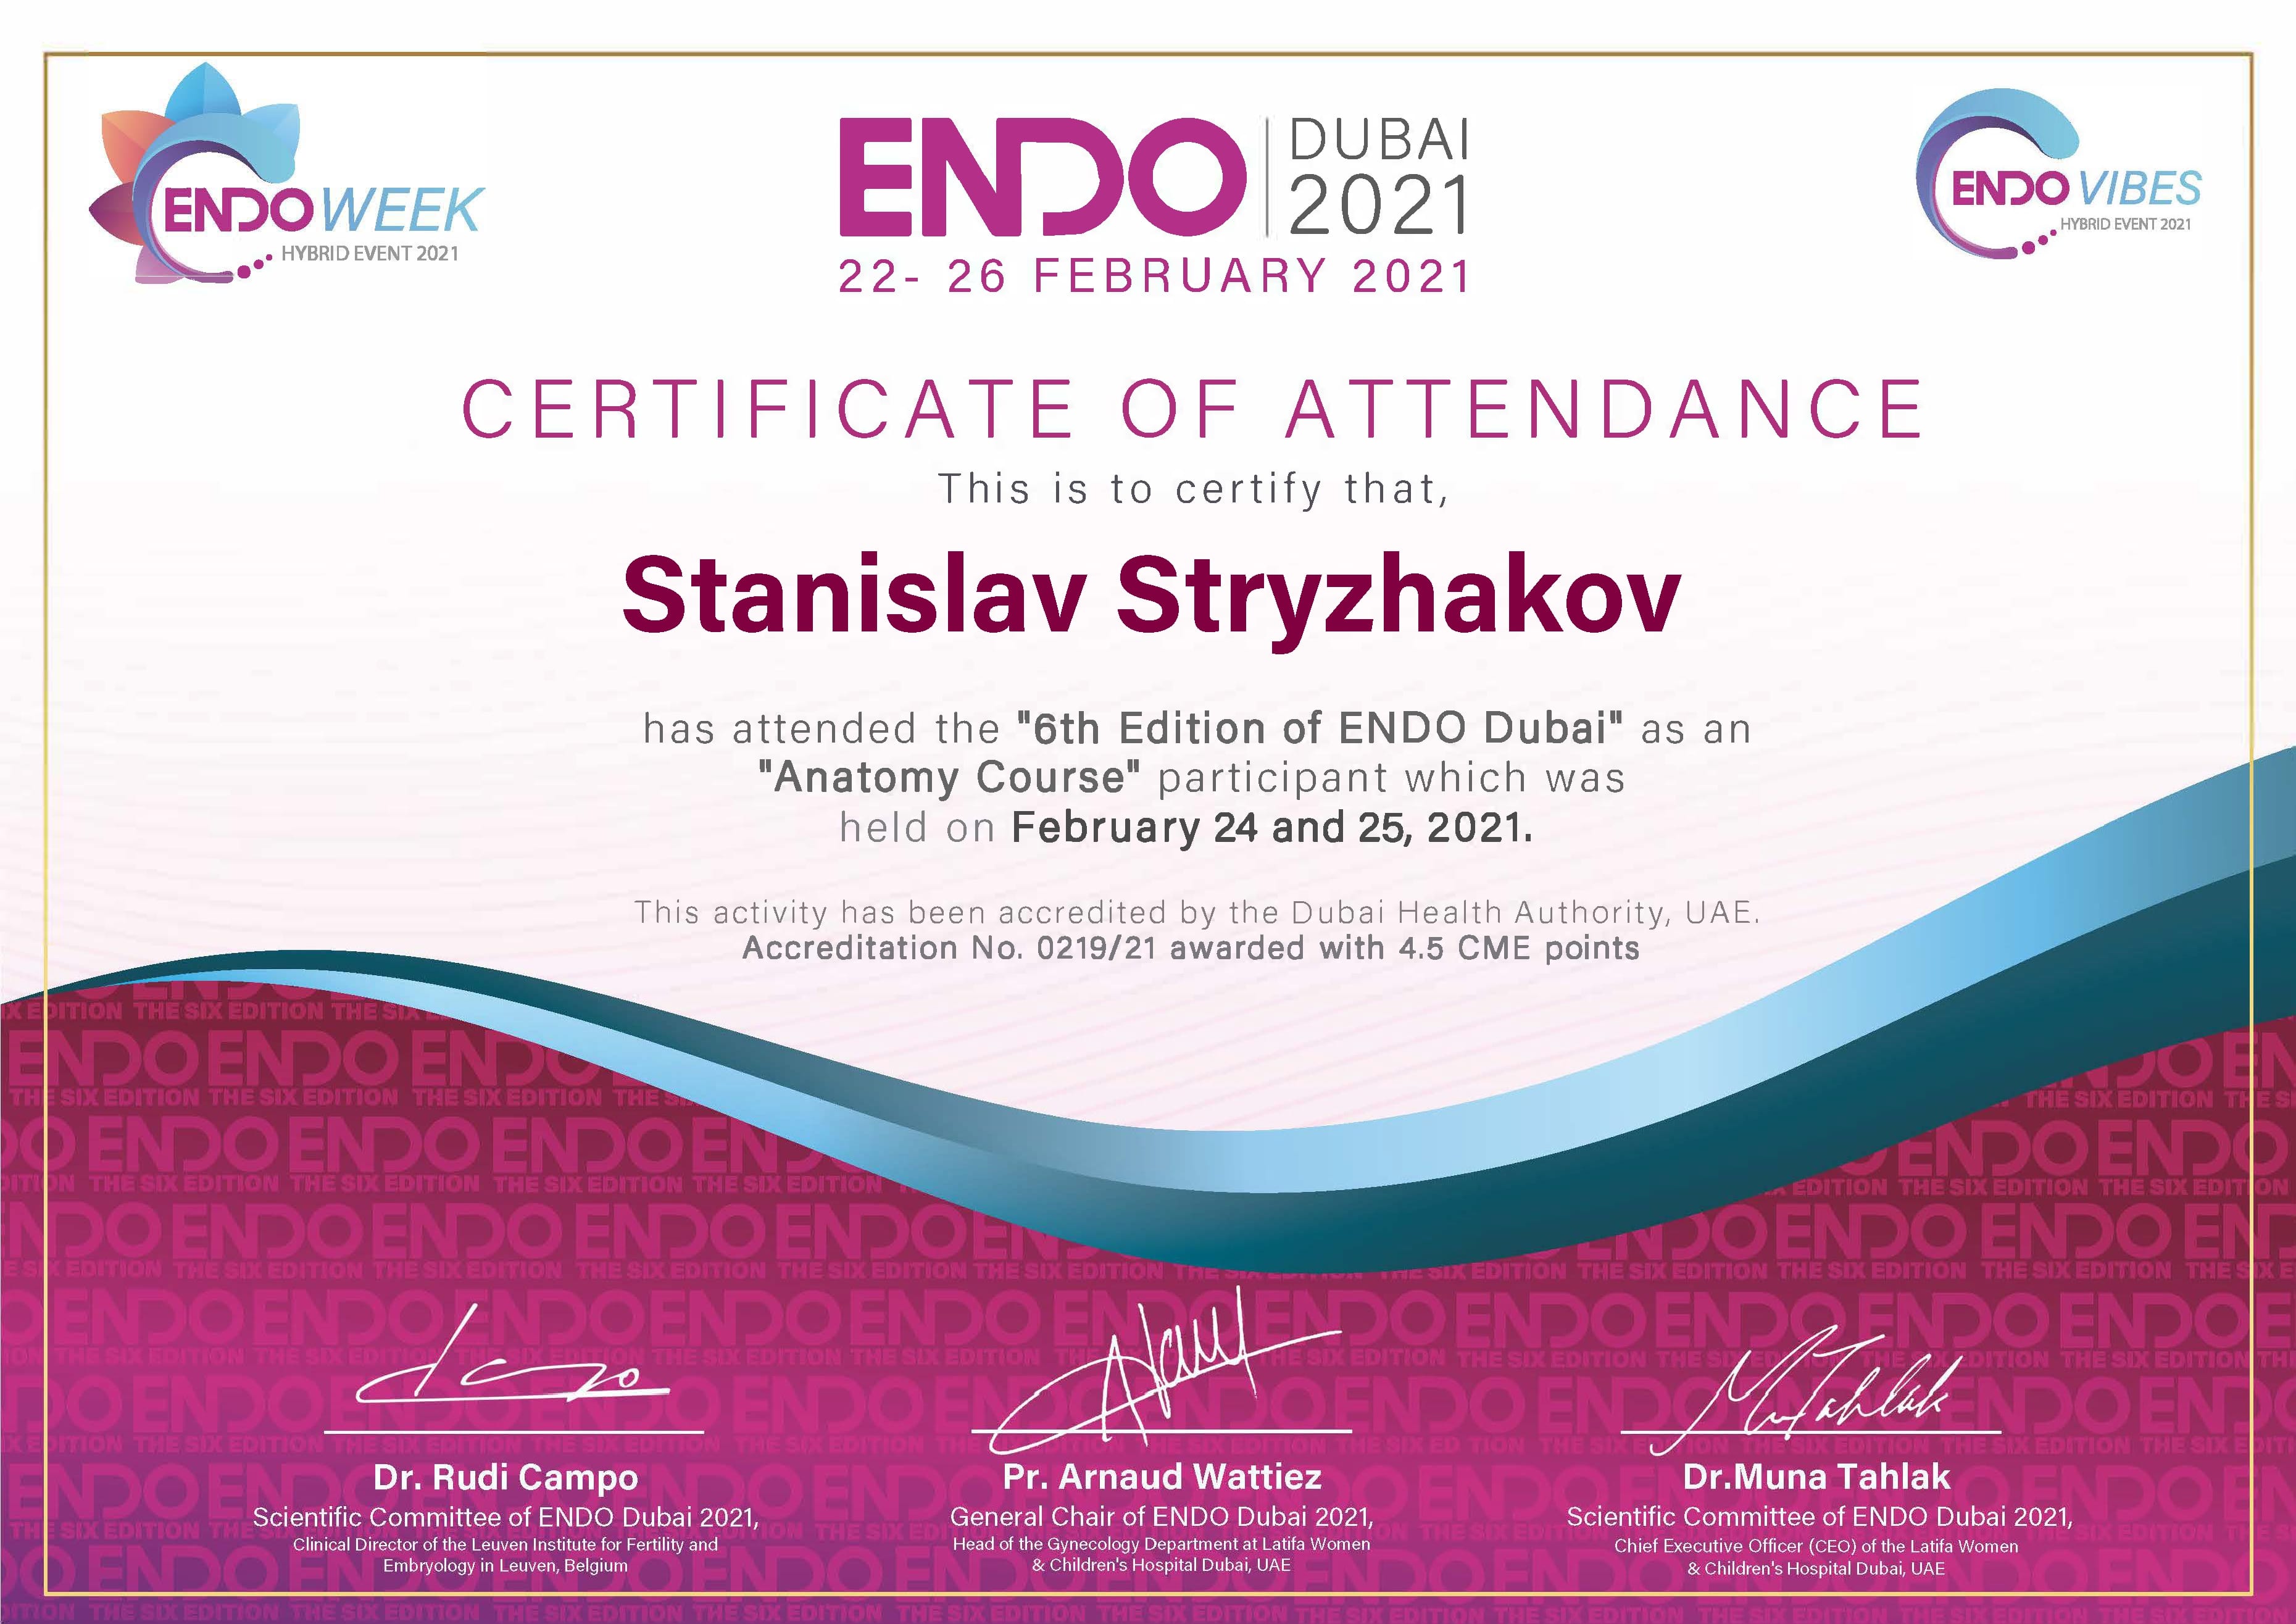 ENDO WEEK
HYBRID EVENT 2021
ENDO DUBAI 2021
22- 26 FEBRUARY 2021
ENDO VIBES
HYBRID EVENT 2021
CERTIFICATE OF ATTENDANCE
This is to certify that,
Stanislav Stryzhakov
has attended the "6th Edition of ENDO Dubai" as an
"Anatomy Course" participant which was
held on February 24 and 25, 2021.
This activity has been accredited by the Dubai Health Authority, UAE.
Accreditation No. 0219/21 awarded with 4.5 CME points
Dr. Rudi Campo
Scientific Committee of ENDO Dubai 2021,
Clinical Director of the Leuven Institute for Fertility and
Embryology in Leuven, Belgium
Pr. Arnaud Wattiez
General Chair of ENDO Dubai 2021,
Head of the Gynecology Department at Latifa Women
& Children's Hospital Dubai, UAE
Dr.Muna Tahlak
Scientific Committee of ENDO Dubai 2021,
Chief Executive Officer (CEO) of the Latifa Women
& Children's Hospital Dubai, UAE